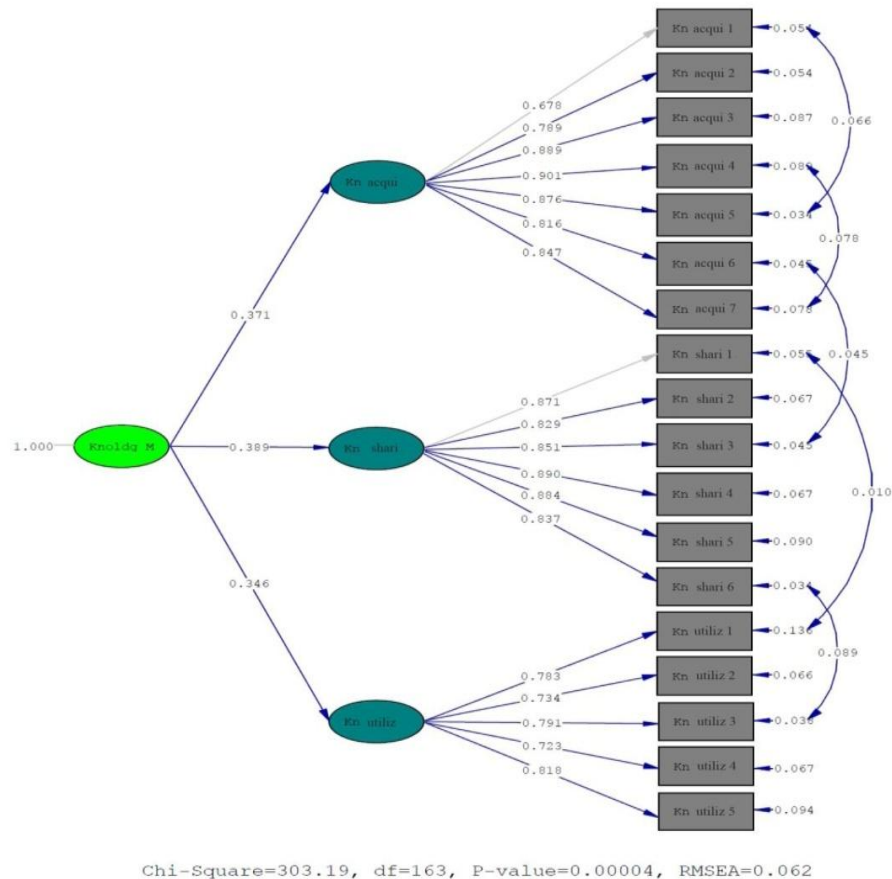 Kn acqui 1
Kn acqui 2
Kn acqui 3
Kn acqui 4
Kn acqui 5
Kn acqui 6
Kn acqui 7
Kn shari 1
Kn shari 2
Kn shari 3
Kn shari 4
Kn shari 5
Kn shari 6
Kn utiliz 1
Kn utiliz 2
Kn utiliz 3
Kn utiliz 4
Kn utiliz 5
0.054
0.087
0.034
0.045
0.078
0.067
0.045
0.067
0.090
0.034
0.136
0.066
0.067
0.094
0.066
0.078
0.045
0.010
0.089
0.678
0.789
0.889
0.901
0.876
0.816
0.847
Kn acqui
0.371
0.871
0.829
0.851
0.890
0.884
0.837
1.000
Knoldg M
0.389
Kn shari
0.346
0.783
0.734
0.791
0.723
0.818
Kn utiliz
Chi-Square=303.19, df=163, P-value=0.00004, RMSEA=0.062